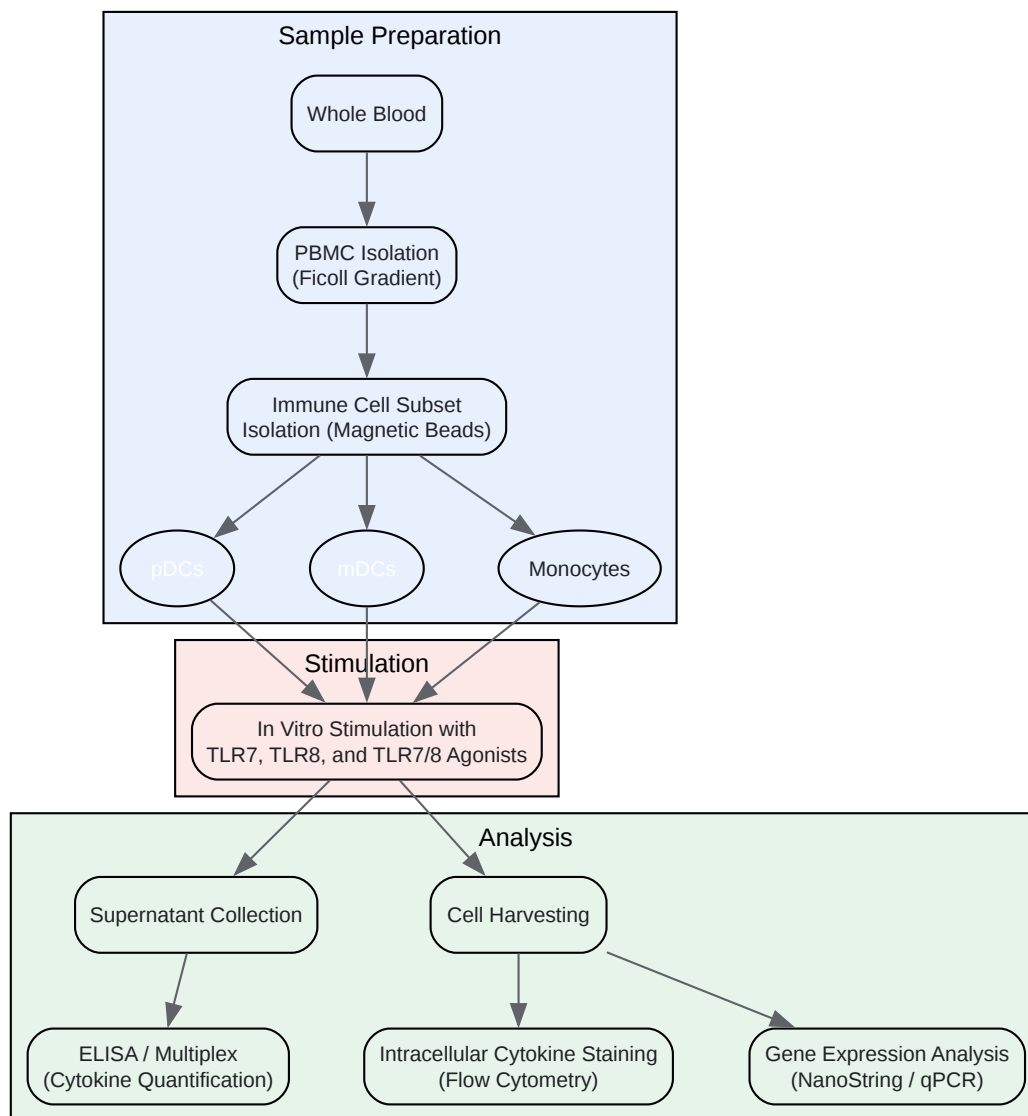 Sample Preparation
Whole Blood
PBMC Isolation
(Ficoll Gradient)
Immune Cell Subset
Isolation (Magnetic Beads)
pDCs
mDCs
Monocytes
Stimulation
In Vitro Stimulation with
TLR7, TLR8, and TLR7/8 Agonists
Analysis
Supernatant Collection
Cell Harvesting
ELISA / Multiplex
(Cytokine Quantification)
Intracellular Cytokine Staining
(Flow Cytometry)
Gene Expression Analysis
(NanoString / qPCR)